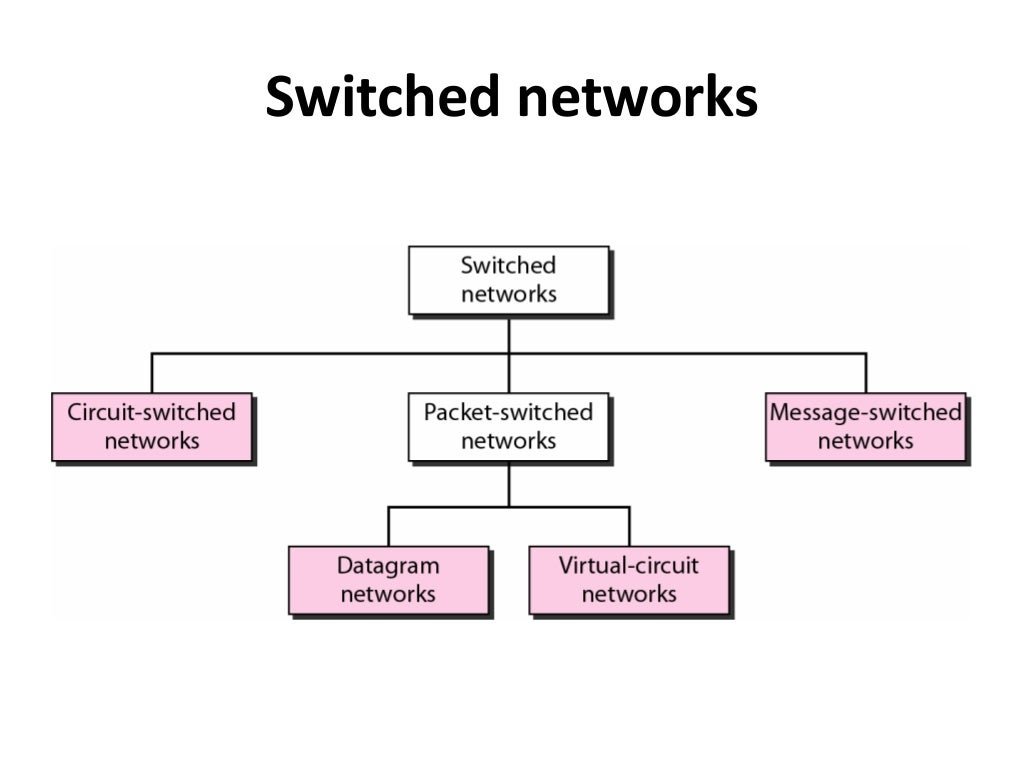 Switched networks
Switched
networks
Circuit-switched
networks
Packet-switched
networks
Message-switched
networks
Datagram
networks
Virtual-circuit
networks